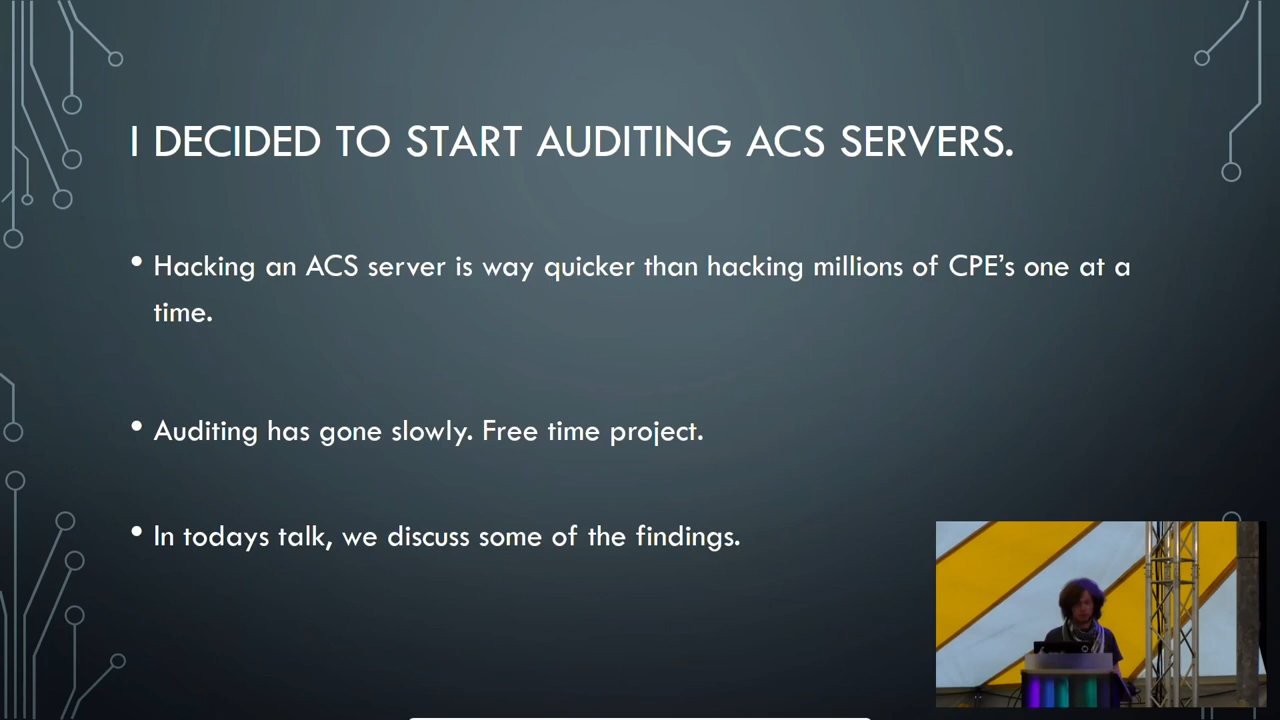 I DECIDED TO START AUDITING ACS SERVERS.
• Hacking an ACS server is way quicker than hacking millions of CPE’s one at a
time.
• Auditing has gone slowly. Free time project.
• In todays talk, we discuss some of the findings.